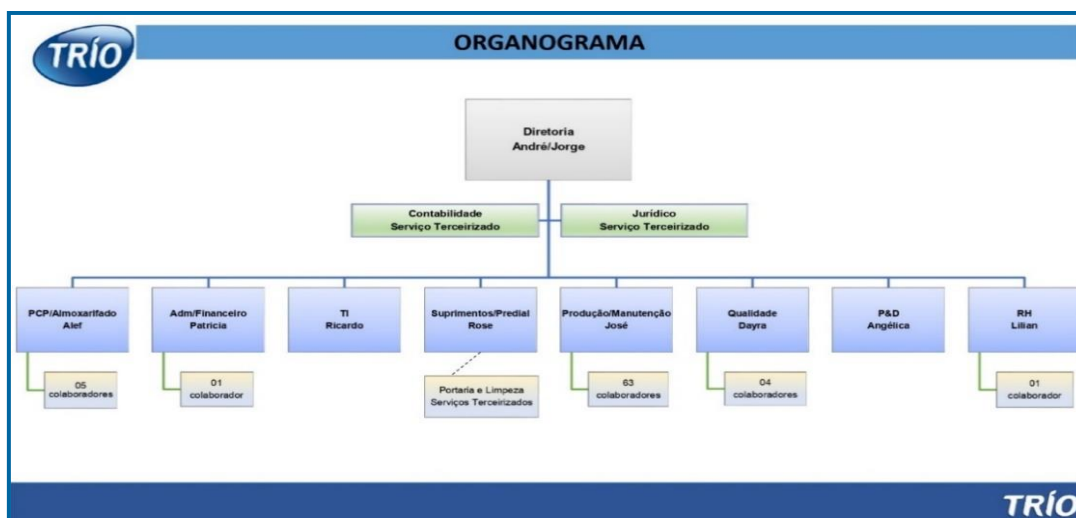 TRÍO
ORGANOGRAMA
Diretoria
André/Jorge
Contabilidade
Serviço Terceirizado
Jurídico
Serviço Terceirizado
PCP/Almoxarifado
Alef
Adm/Financeiro
Patricia
TI
Ricardo
Suprimentos/Predial
Rose
Produção/Manutenção
José
Qualidade
Dayra
P&D
Angélica
RH
Lilian
05
colaboradores
01
colaborador
Portaria e Limpeza
Serviços Terceirizados
63
colaboradores
04
colaboradores
01
colaborador
TRÍO